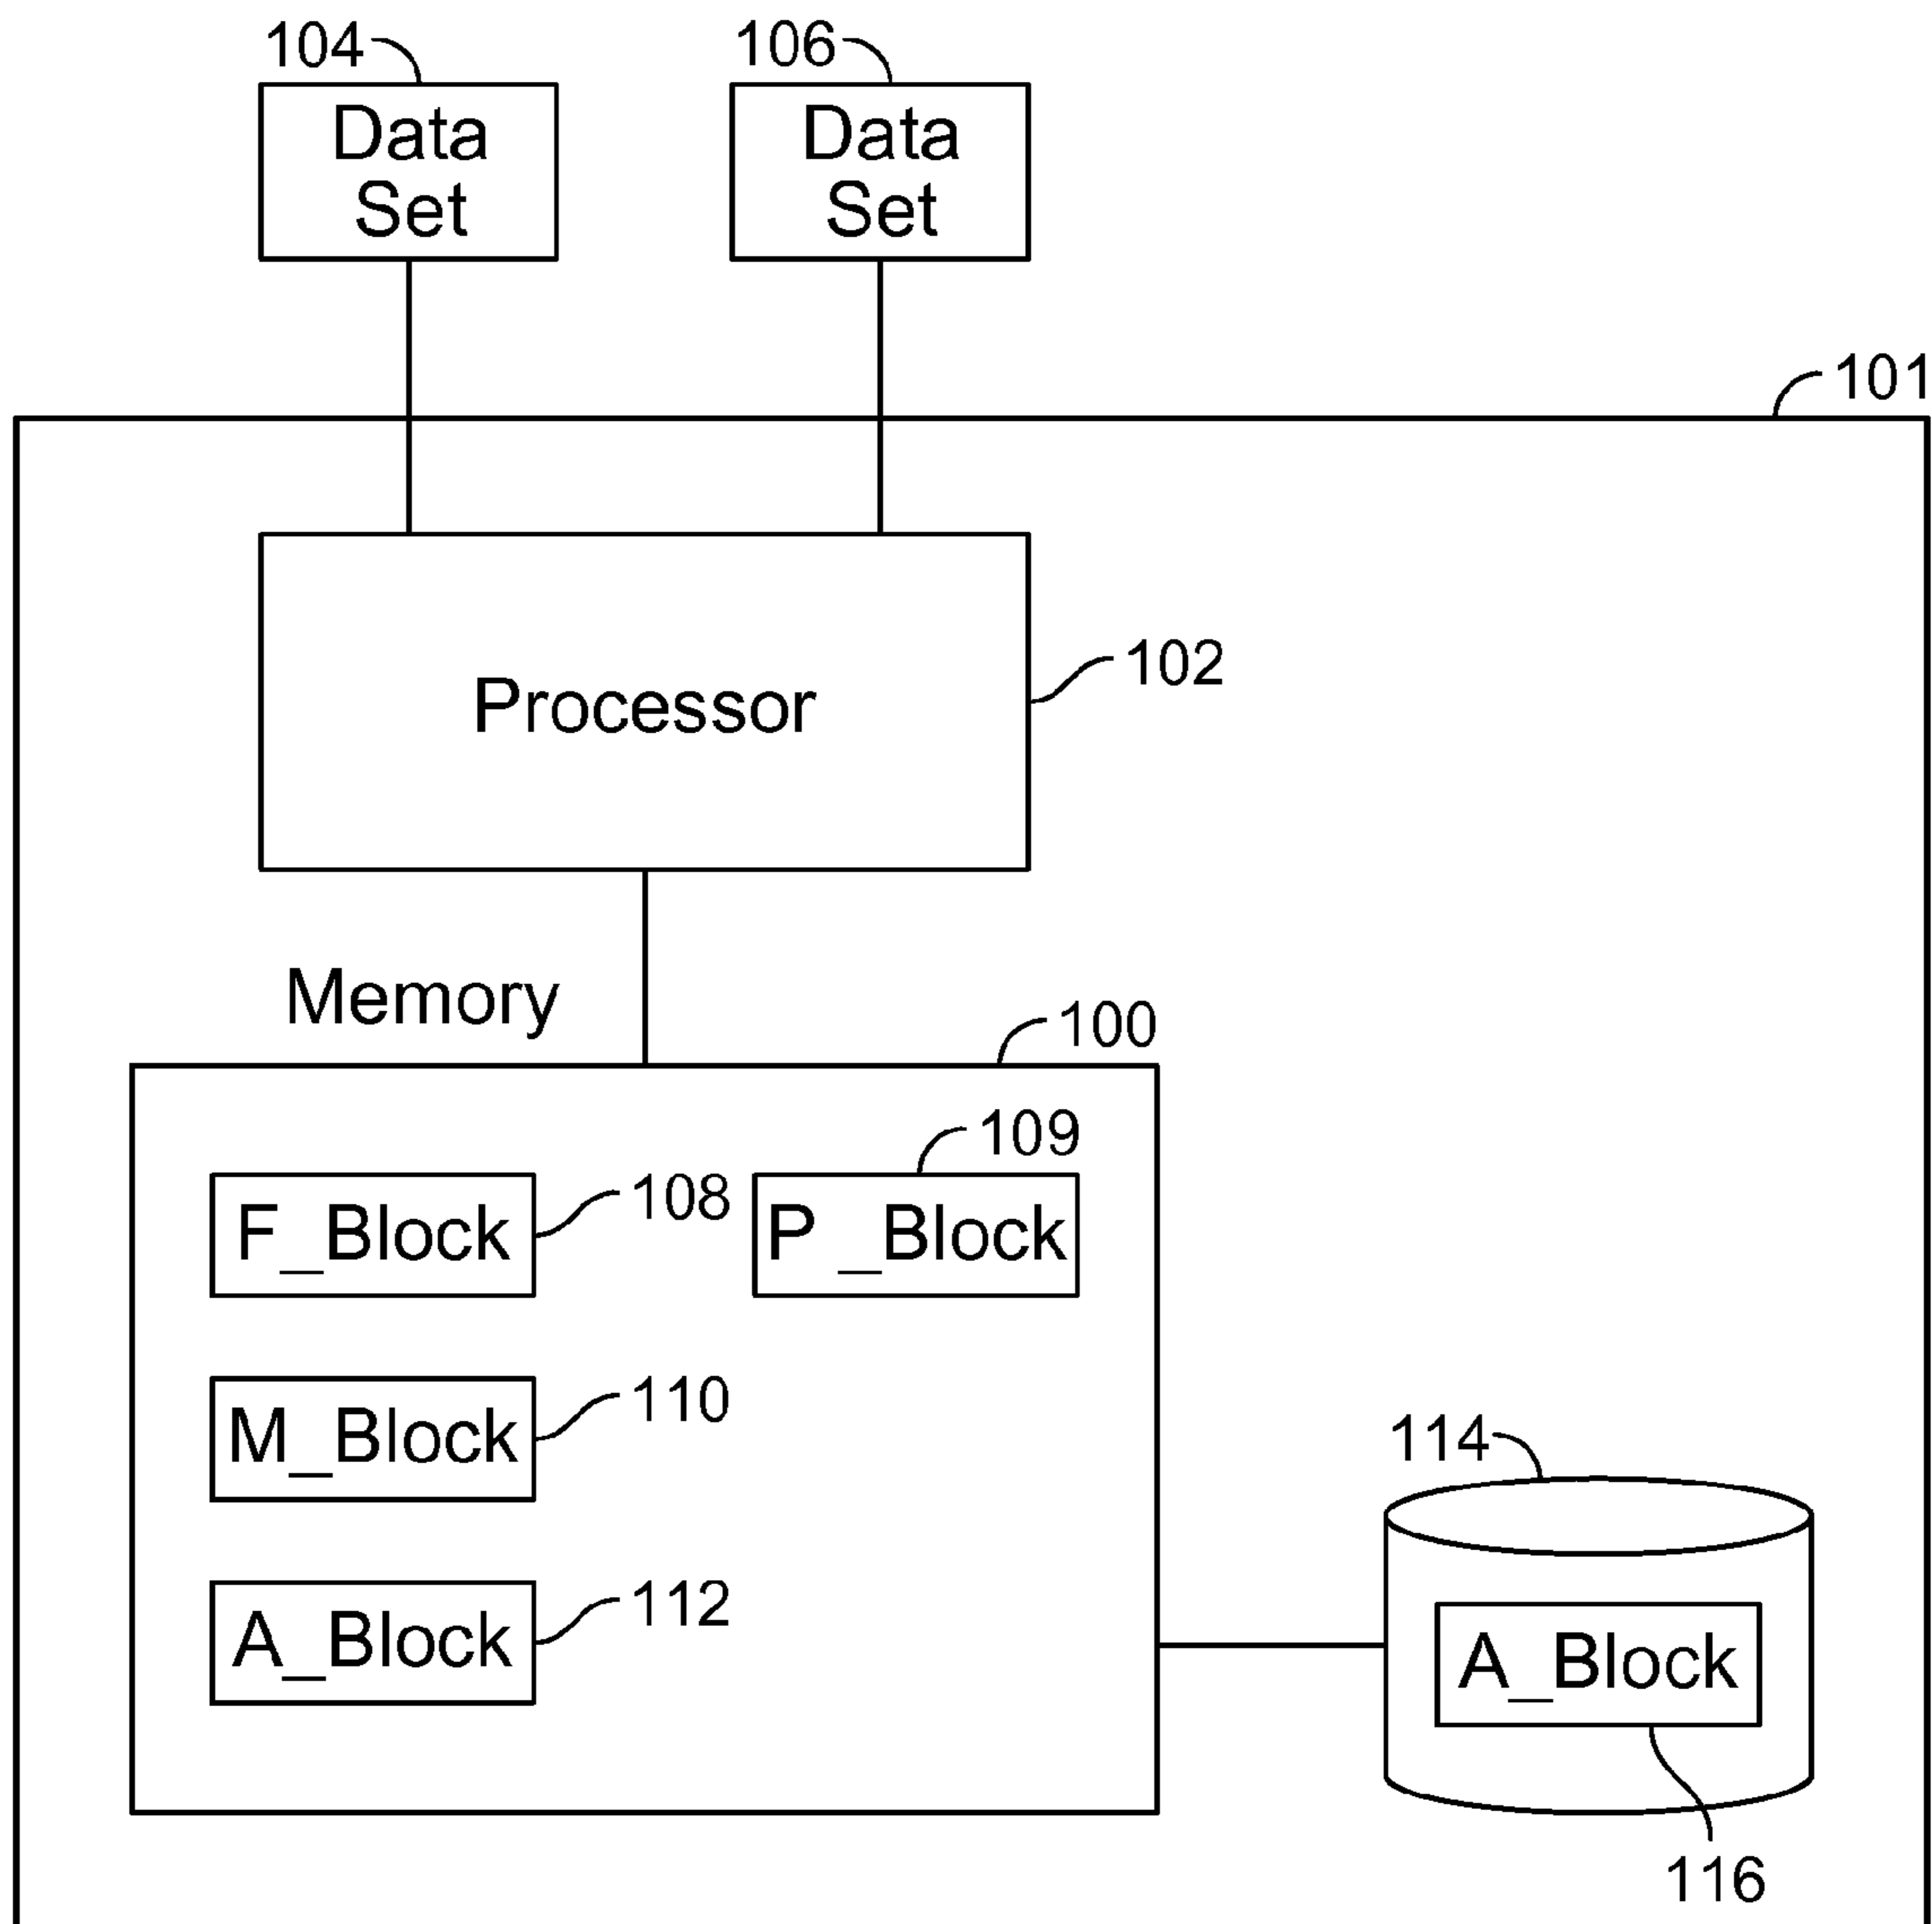 104
106
Data
Set
Data
Set
101
Processor
102
Memory
100
109
F_Block
108
P_Block
M_Block
110
114
A_Block
112
A_Block
116